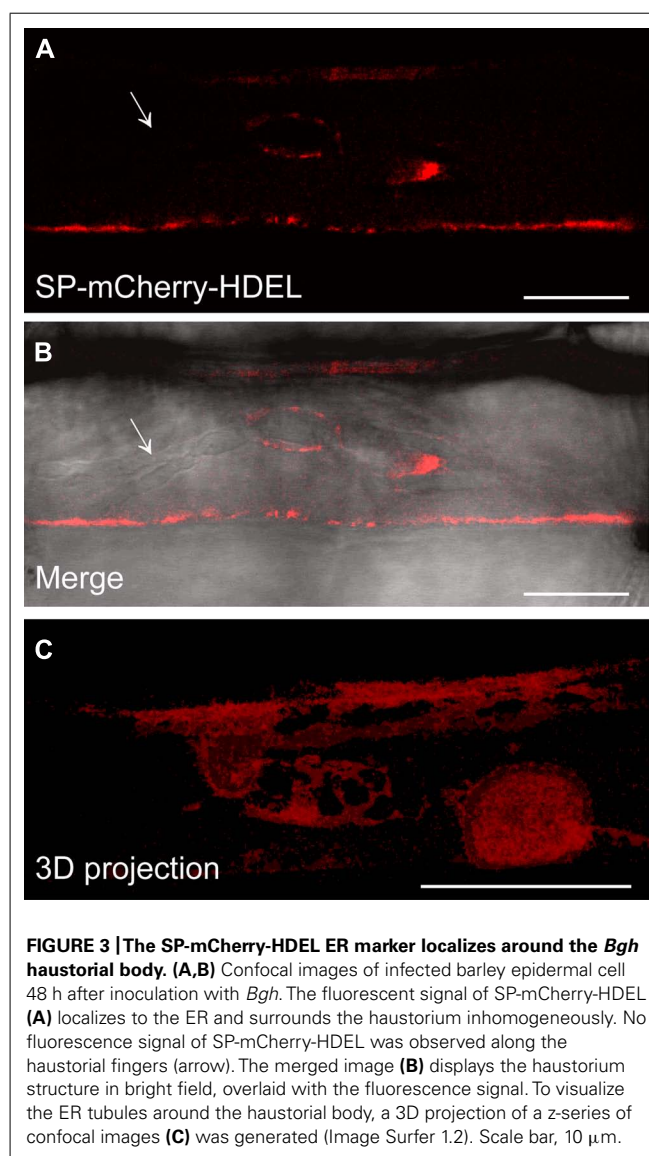 A
SP-mCherry-HDEL
B
Merge
C
3D projection
FIGURE 3 | The SP-mCherry-HDEL ER marker localizes around the Bgh
haustorial body. (A,B) Confocal images of infected barley epidermal cell
48 h after inoculation with Bgh. The fluorescent signal of SP-mCherry-HDEL
(A) localizes to the ER and surrounds the haustorium inhomogeneously. No
fluorescence signal of SP-mCherry-HDEL was observed along the
haustorial fingers (arrow). The merged image (B) displays the haustorium
structure in bright field, overlaid with the fluorescence signal. To visualize
the ER tubules around the haustorial body, a 3D projection of a z-series of
confocal images (C) was generated (Image Surfer 1.2). Scale bar, 10 μm.